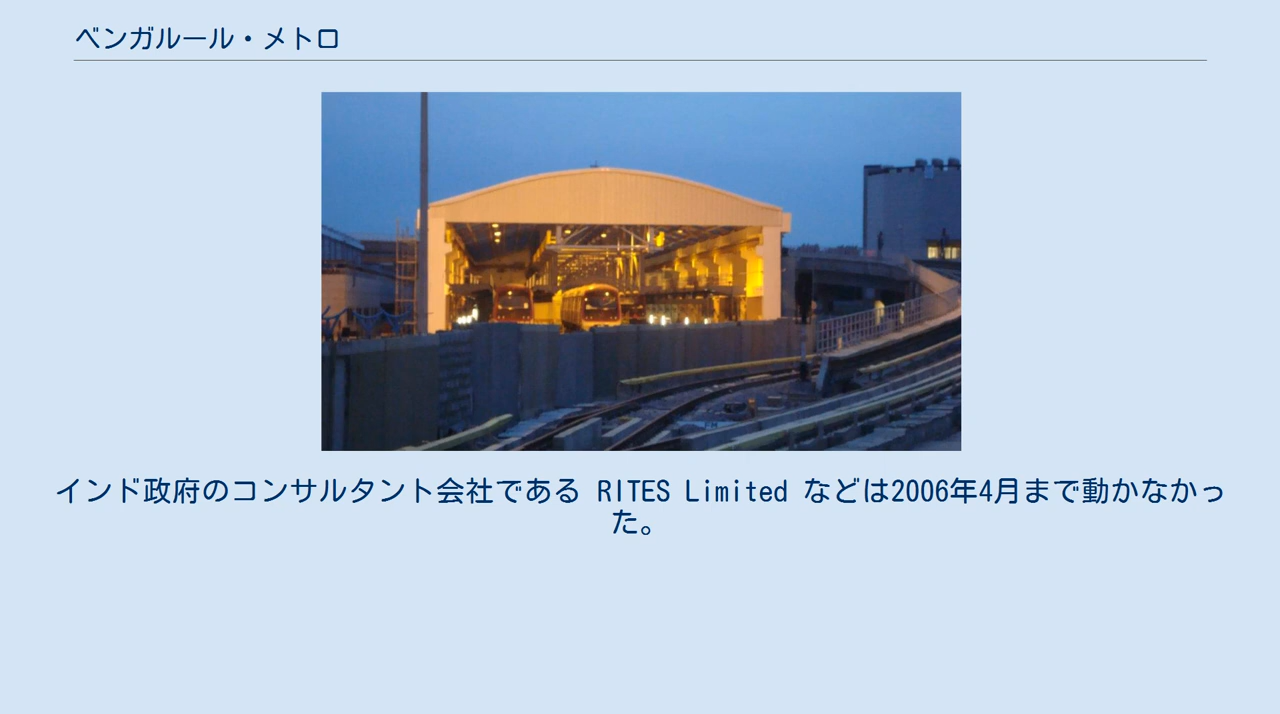 ベンガルール・メトロ
インド政府のコンサルタント会社である RITES Limited などは2006年4月まで動かなかっ
た。